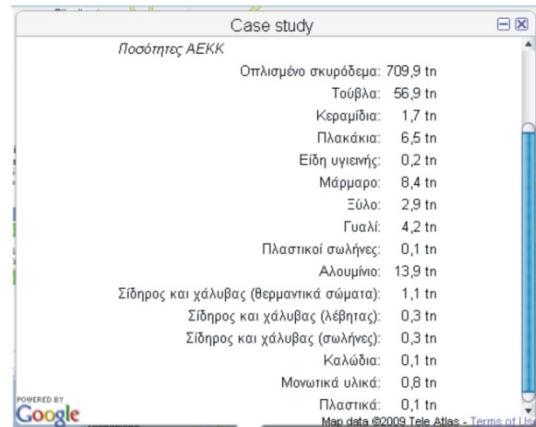 Case study
Ποσότητες ΑΕΚΚ
Οπλισμένο σκυρόδεμα: 709,9 tn
Τούβλα: 56,9 tn
Κεραμίδια: 1,7 tn
Πλακάκια: 6,5 tn
Είδη υγιεινής: 0,2 tn
Μάρμαρο: 8,4 tn
Ξύλο: 2,9 tn
Γυαλί: 4,2 tn
Πλαστικοί σωλήνες: 0,1 tn
Αλουμίνιο: 13,9 tn
Σίδηρος και χάλυβας (θερμαντικά σώματα): 1,1 tn
Σίδηρος και χάλυβας (λέβητας): 0,3 tn
Σίδηρος και χάλυβας (σωλήνες): 0,3 tn
Καλώδια: 0,1 tn
Μονωτικά υλικά: 0,8 tn
Πλαστικά: 0,1 tn
POWERED BY
Google
Map data ©2009 Tele Atlas - Terms of Us